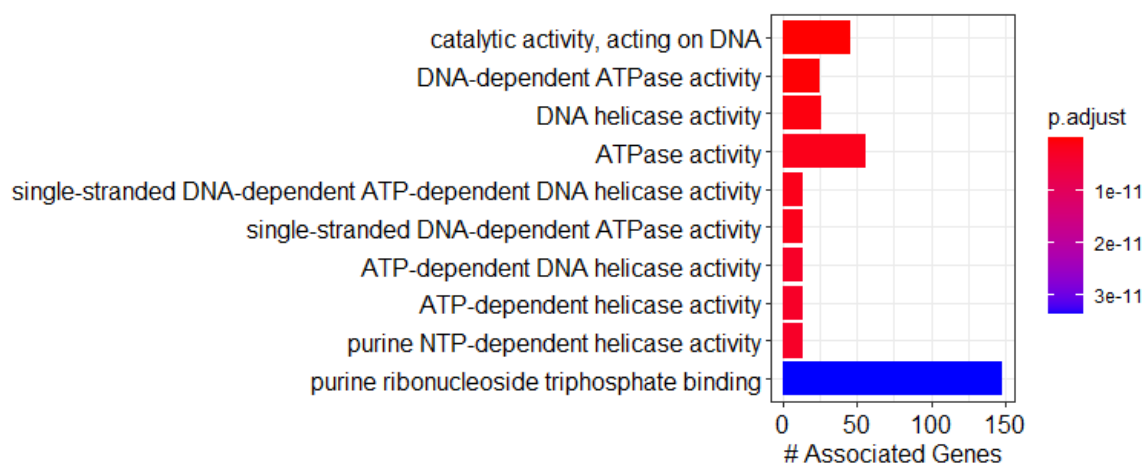 catalytic activity, acting on DNA
DNA-dependent ATPase activity
DNA helicase activity
ATPase activity
single-stranded DNA-dependent ATP-dependent DNA helicase activity
single-stranded DNA-dependent ATPase activity
ATP-dependent DNA helicase activity
ATP-dependent helicase activity
purine NTP-dependent helicase activity
purine ribonucleoside triphosphate binding
0 50 100 150
# Associated Genes
p.adjust
1e-11
2e-11
3e-11